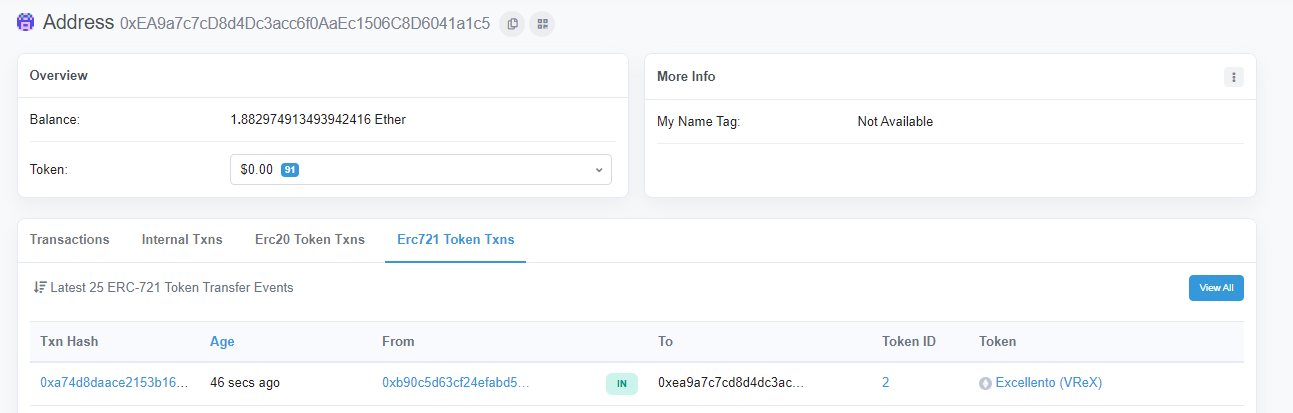 Address 0xEA9a7c7cD8d4Dc3acc6f0AaEc1506C8D6041a1c5
Overview
Balance: 1.882974913493942416 Ether
Token: $0.00 91
More Info
My Name Tag: Not Available
Transactions Internal Txns Erc20 Token Txns Erc721 Token Txns
Latest 25 ERC-721 Token Transfer Events View All
Txn Hash Age From To Token ID Token
0xa74d8daace2153b16... 46 secs ago 0xb90c5d63cf24efabd5... IN 0xea9a7c7cd8d4dc3ac... 2 Excellento (VReX)